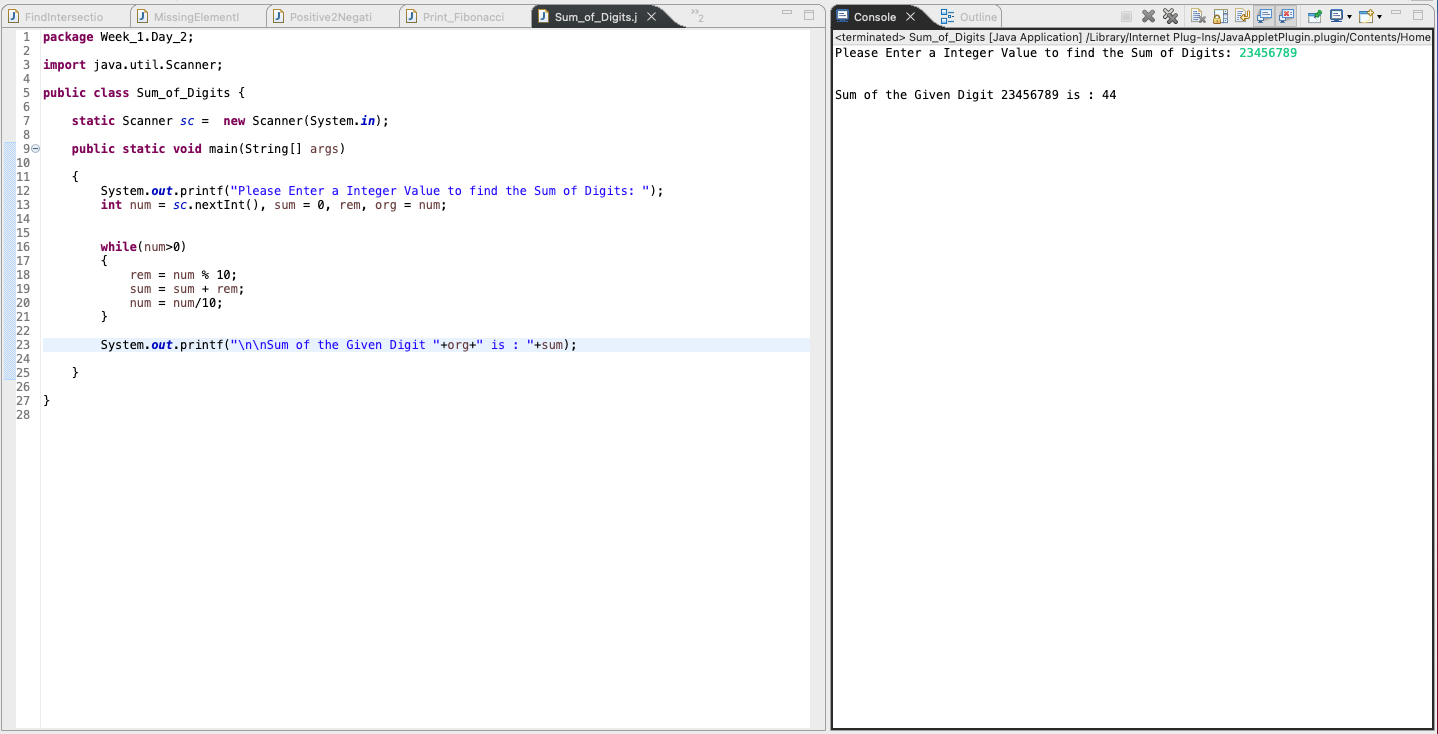 FindIntersectio MissingElementI Positive2Negati Print_Fibonacci Sum_of_Digits.j 2
1 package Week_1.Day_2;
2
3 import java.util.Scanner;
4
5 public class Sum_of_Digits {
6
7 static Scanner sc =  new Scanner(System.in);
8
9 public static void main(String[] args)
10
11 {
12 System.out.printf("Please Enter a Integer Value to find the Sum of Digits: ");
13 int num = sc.nextInt(), sum = 0, rem, org = num;
14
15
16 while(num>0)
17 {
18 rem = num % 10;
19 sum = sum + rem;
20 num = num/10;
21 }
22
23 System.out.printf("\n\nSum of the Given Digit "+org+" is : "+sum);
24
25 }
26
27 }
28
Console Outline
<terminated> Sum_of_Digits [Java Application] /Library/Internet Plug-Ins/JavaAppletPlugin.plugin/Contents/Home
Please Enter a Integer Value to find the Sum of Digits: 23456789
Sum of the Given Digit 23456789 is : 44